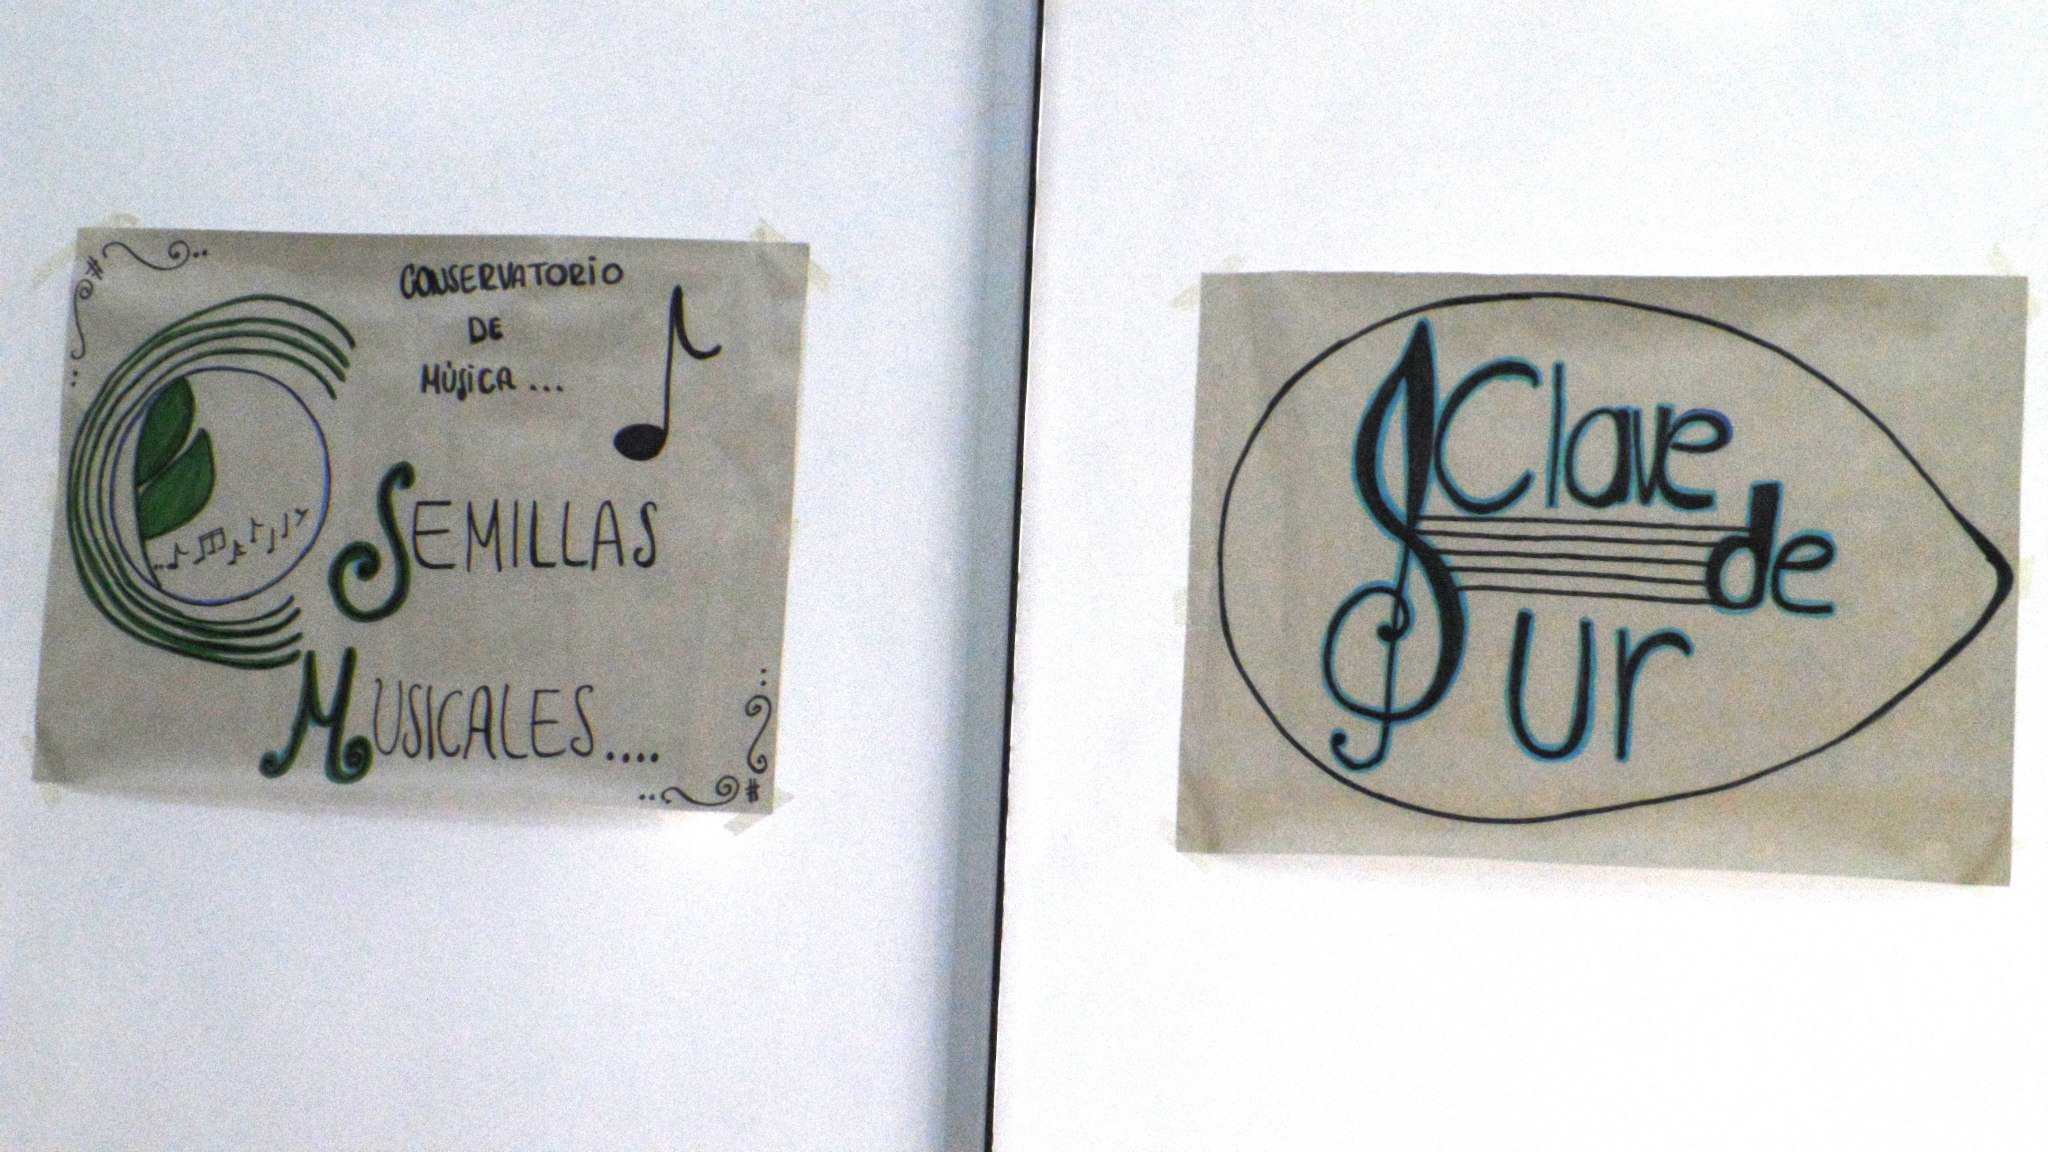 CONSERVATORIO
DE
MÚSICA...
SEMILLAS
MUSICALES....
Clave
de
Sur